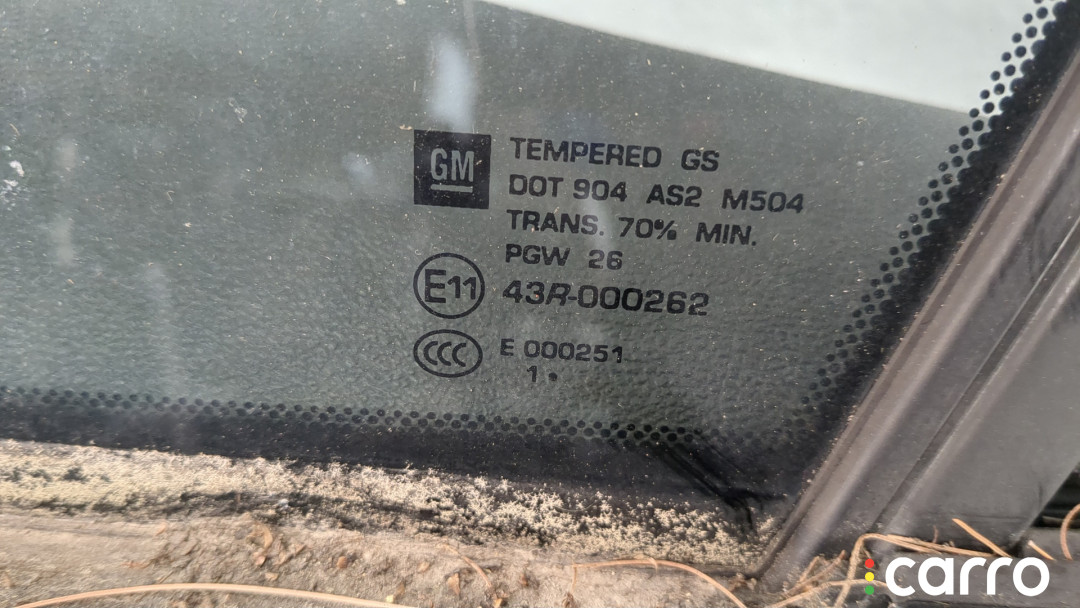 GM
TEMPERED GS
DOT 904 AS2 M504
TRANS. 70% MIN.
PGW 26
E11 43R-000262
CCC E 000251
1 •
carro